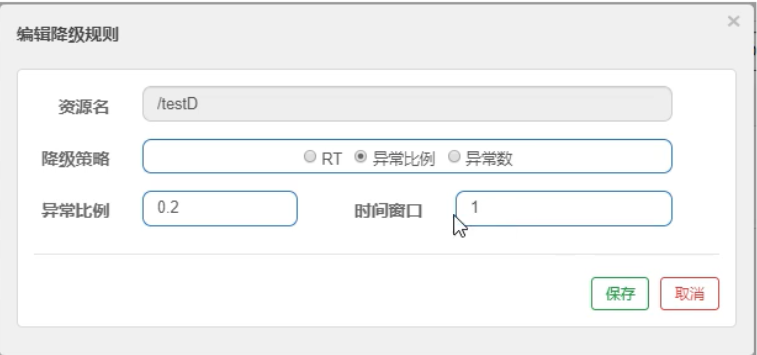 编辑降级规则 ×
资源名 /testD
降级策略 RT 异常比例 异常数
异常比例 0.2 时间窗口 1
保存 取消